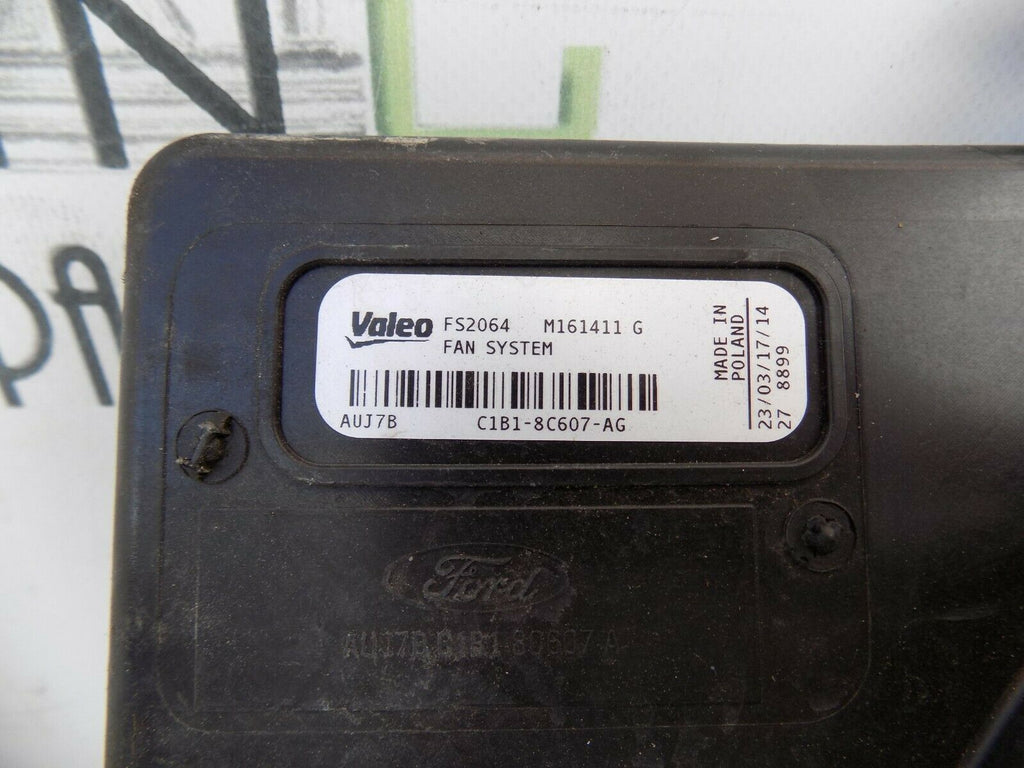 Valeo FS2064 M161411 G
FAN SYSTEM
AUJ7B C1B1-8C607-AG
MADE IN
POLAND
23/03/17/14
27 8899
Ford